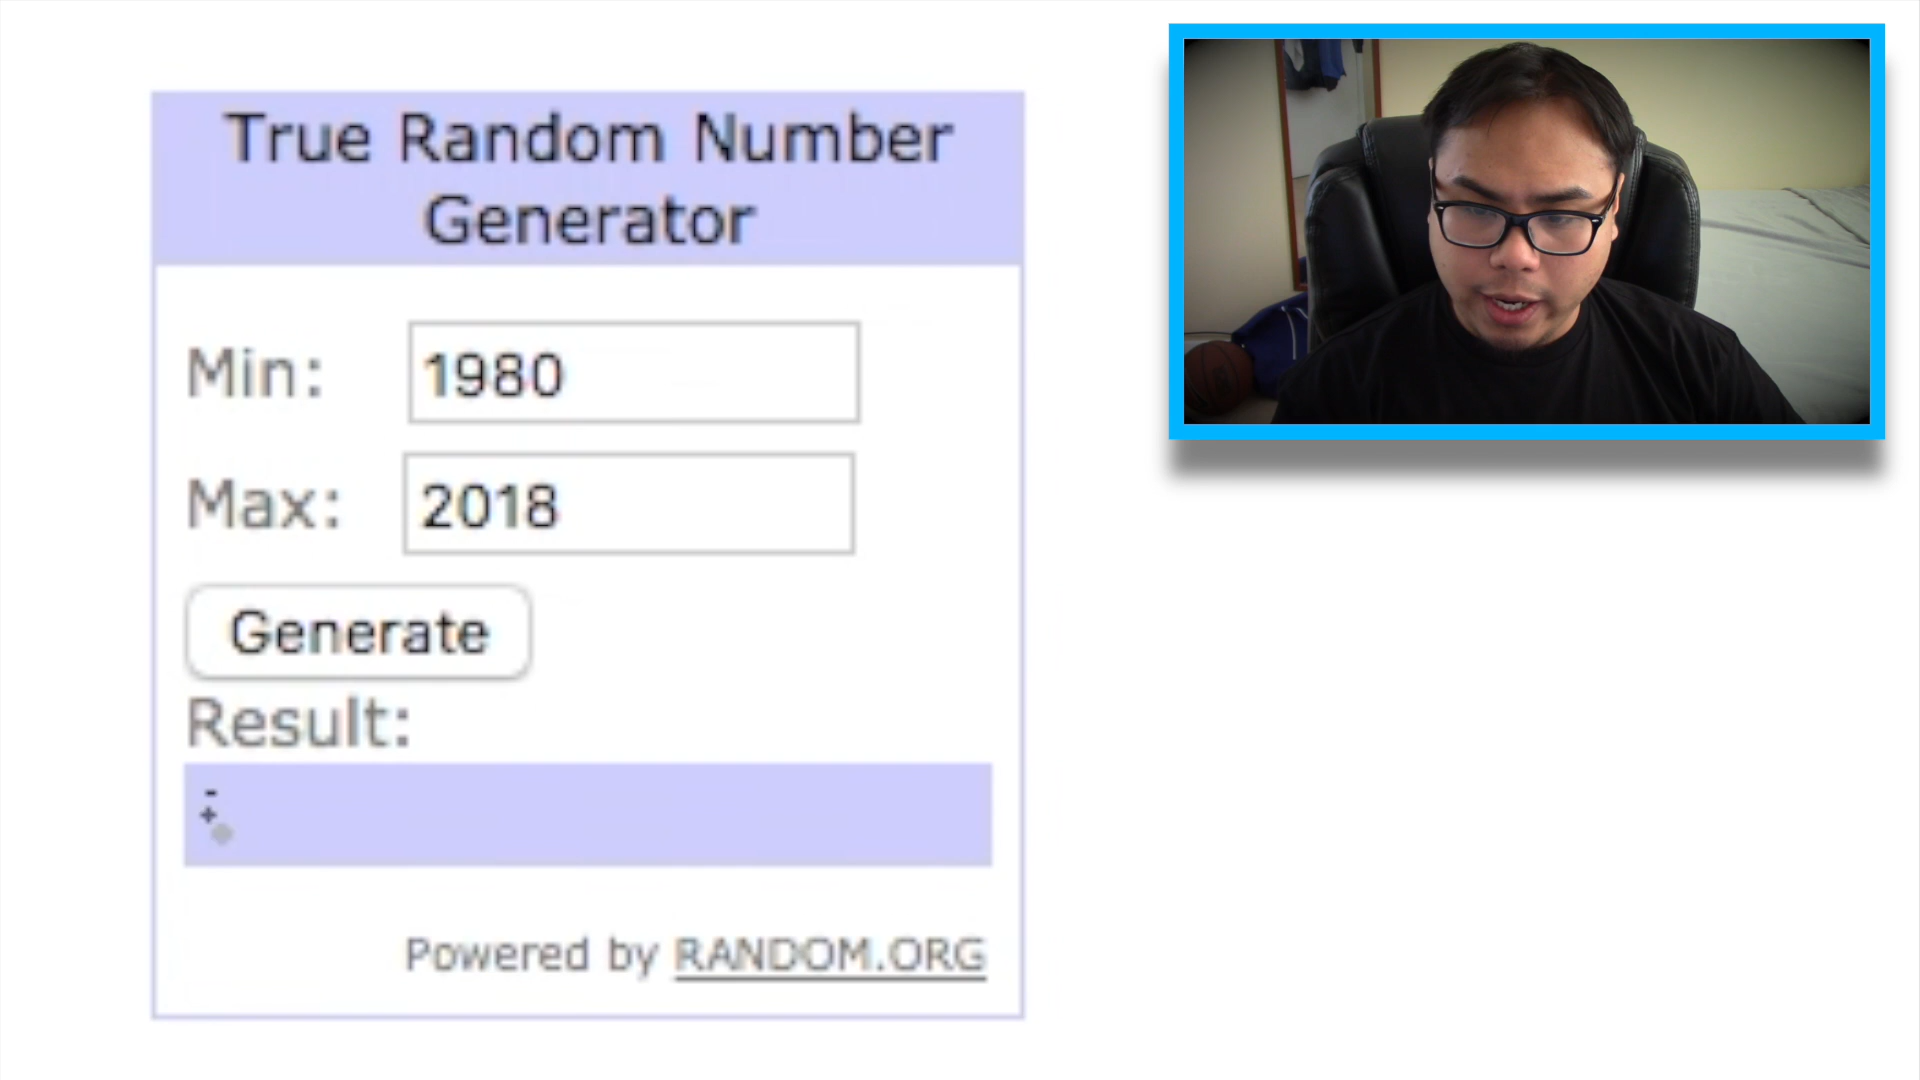 True Random Number
Generator
Min: 1980
Max: 2018
Generate
Result:
Powered by RANDOM.ORG